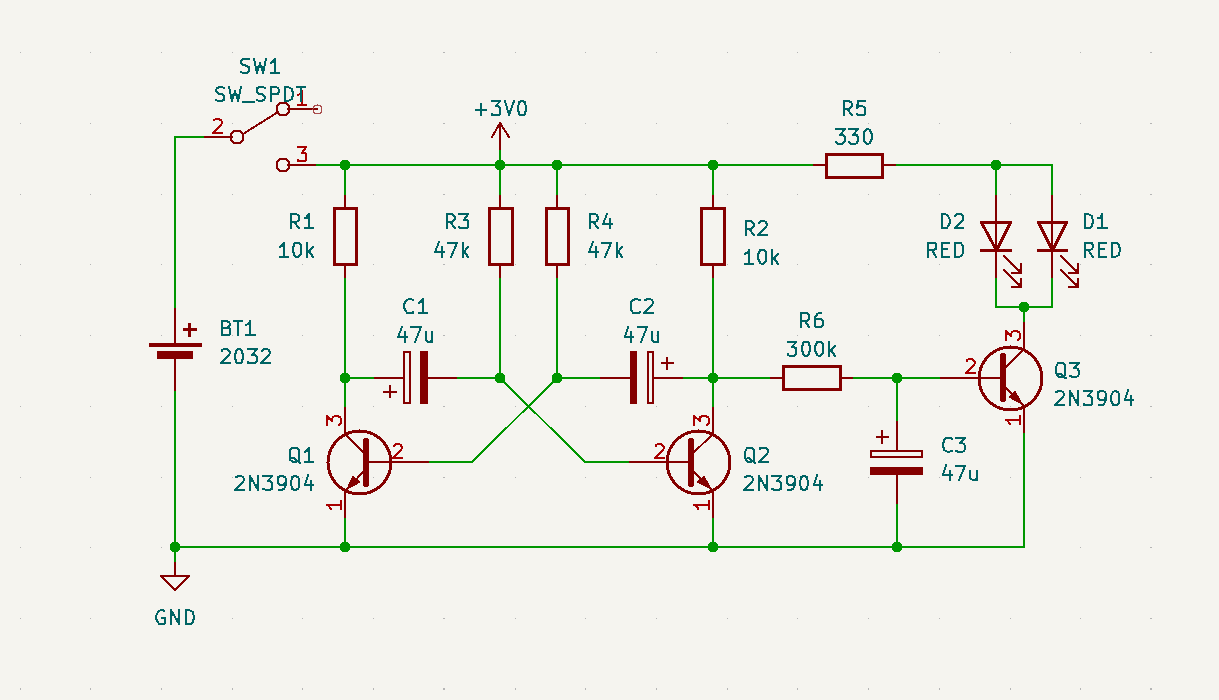 SW1
SW_SPDT
1
2
3
+3V0
R5
330
R1
10k
R3
47k
R4
47k
R2
10k
D2
RED
D1
RED
C1
47u
+
C2
47u
+
R6
300k
+
BT1
2032
3
2
1
Q1
2N3904
3
2
1
Q2
2N3904
+
C3
47u
3
2
1
Q3
2N3904
GND